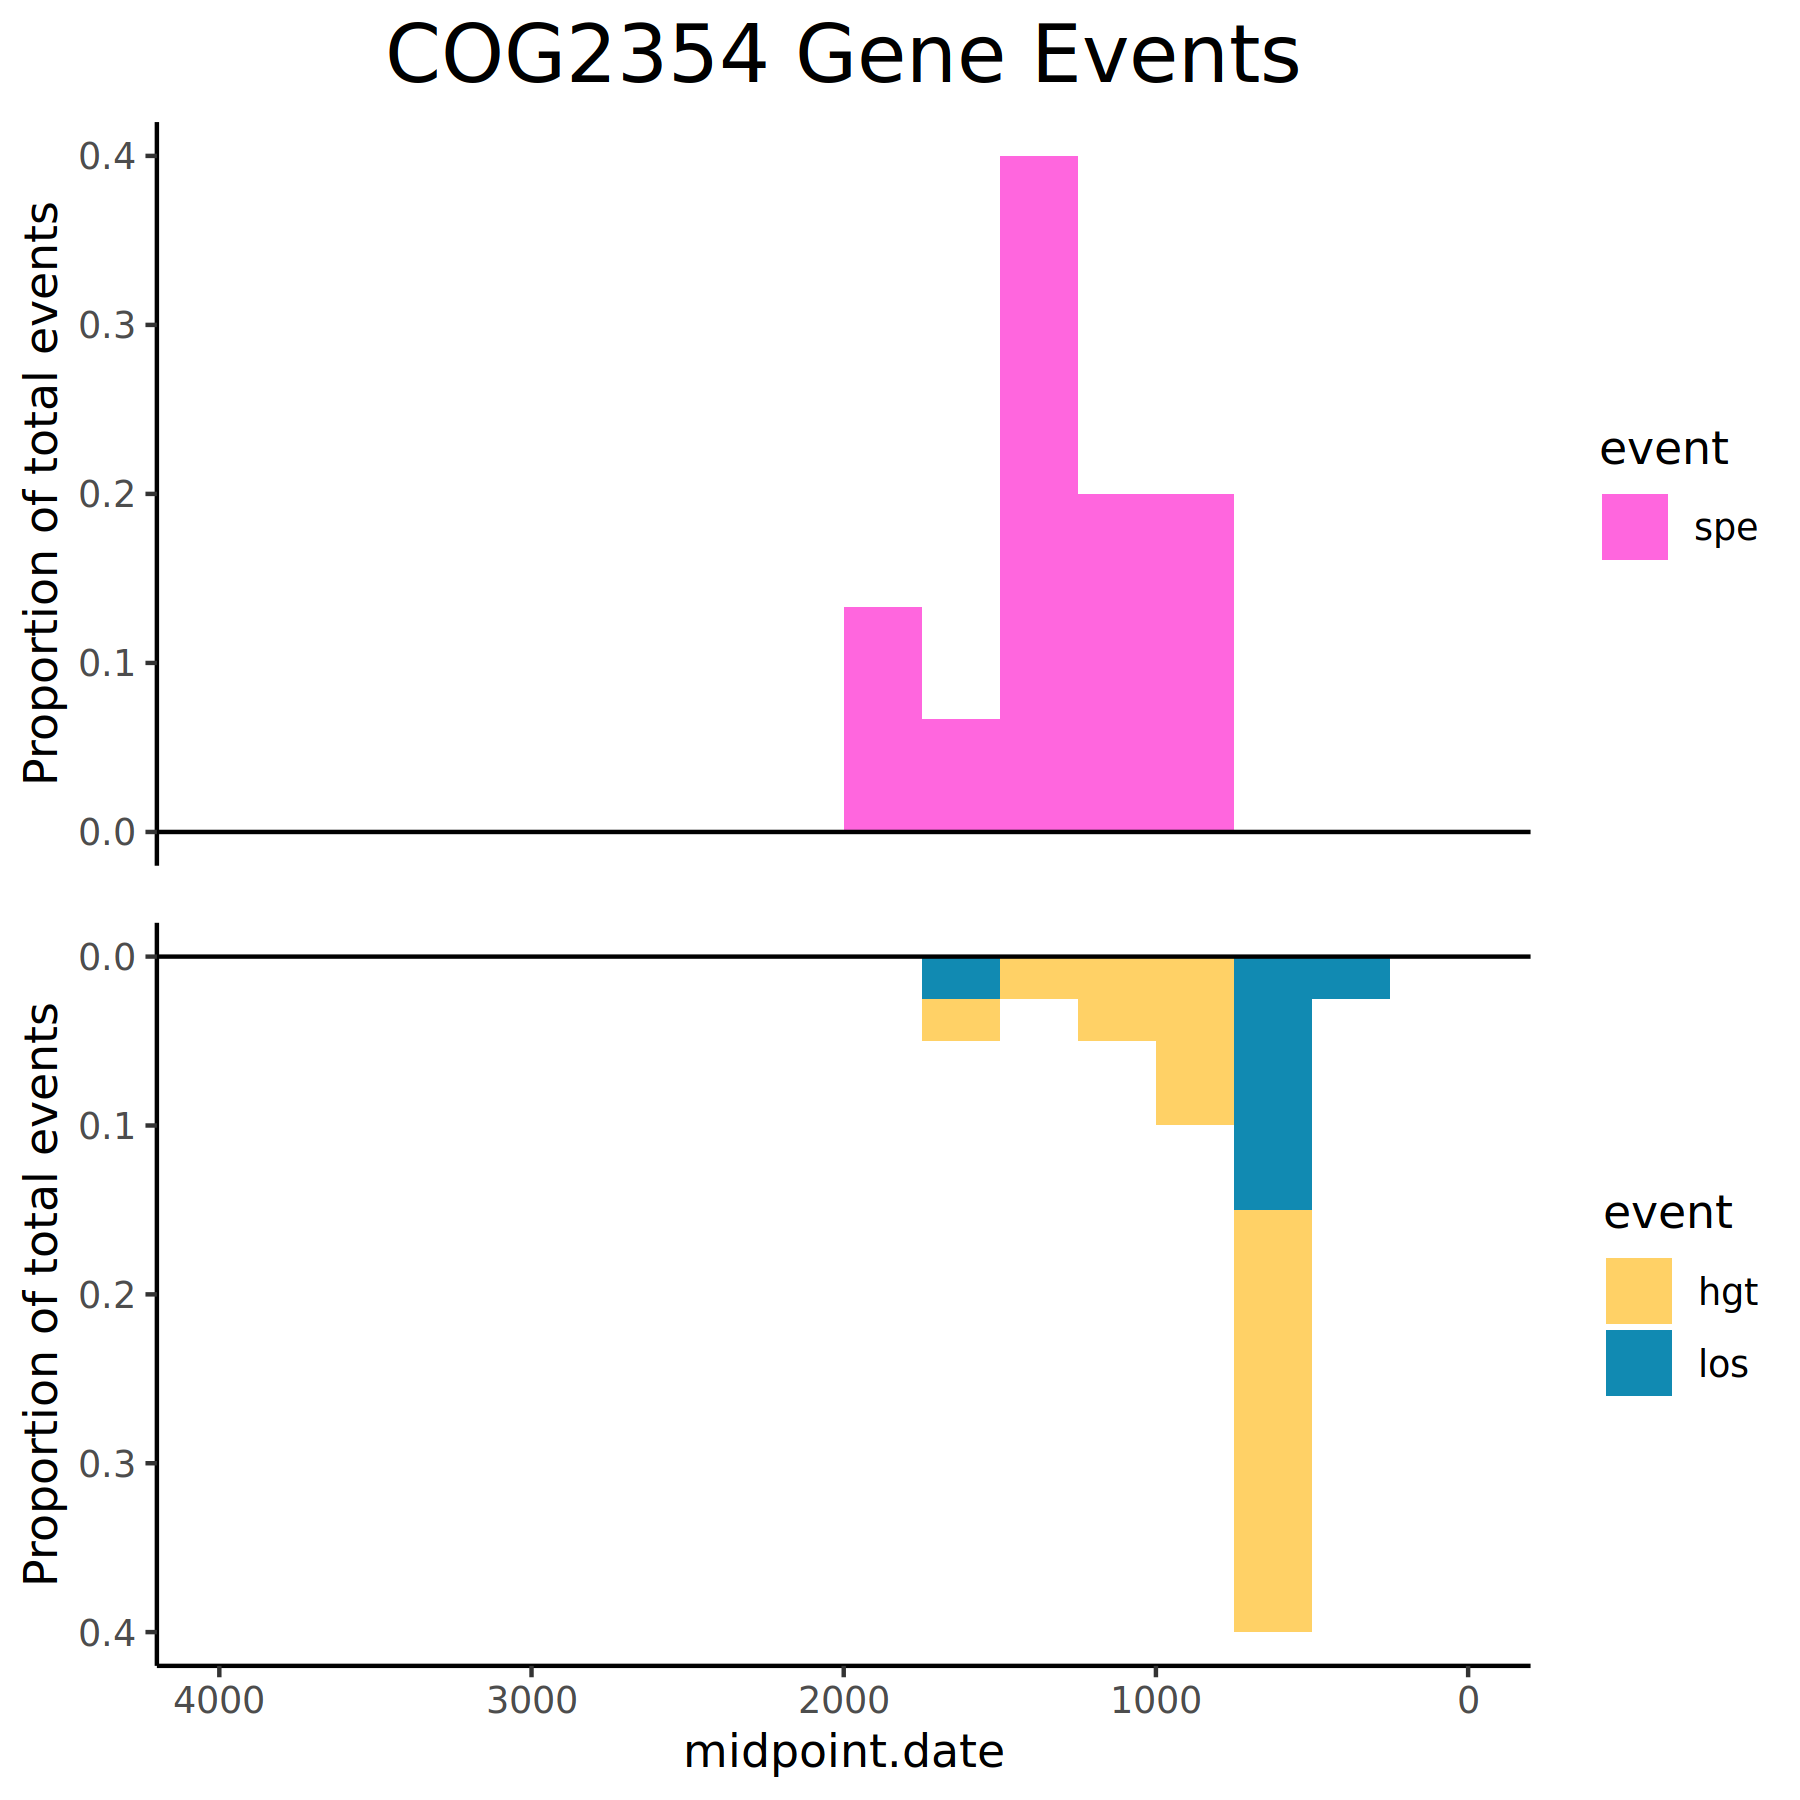 COG2354 Gene Events
Proportion of total events
0.4
0.3
0.2
0.1
0.0
event
spe
Proportion of total events
0.0
0.1
0.2
0.3
0.4
event
hgt
los
4000 3000 2000 1000 0
midpoint.date